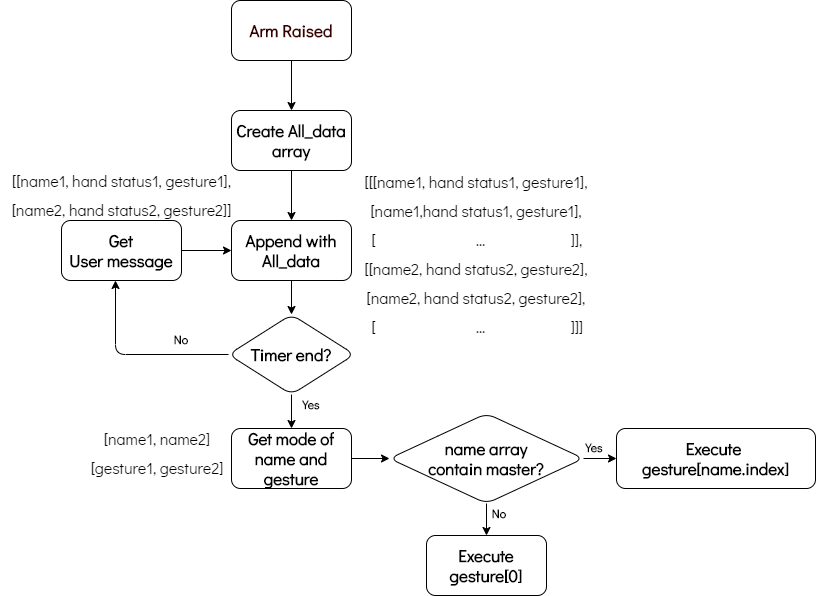 Arm Raised
Create All_data
array
[[name1, hand status1, gesture1],
[name2, hand status2, gesture2]]
[[[name1, hand status1, gesture1],
[name1,hand status1, gesture1],
[ ... ]],
[[name2, hand status2, gesture2],
[name2, hand status2, gesture2],
[ ... ]]]
Get
User message
Append with
All_data
No
Timer end?
Yes
[name1, name2]
[gesture1, gesture2]
Get mode of
name and
gesture
name array
contain master?
Yes
Execute
gesture[name.index]
No
Execute
gesture[0]